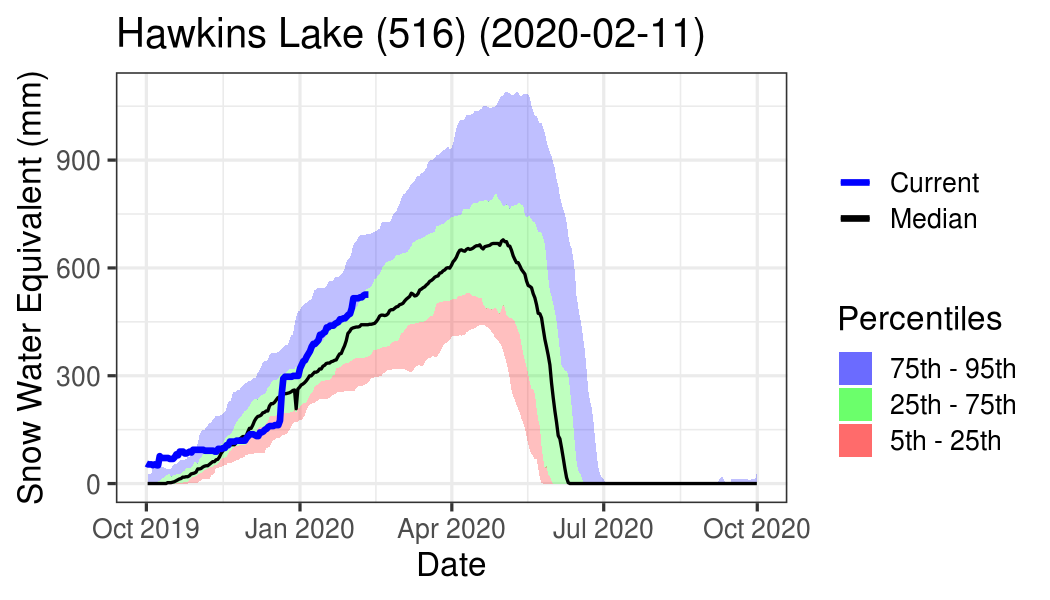 Hawkins Lake (516) (2020-02-11)
Snow Water Equivalent (mm)
900
600
300
0
Oct 2019
Jan 2020
Apr 2020
Jul 2020
Oct 2020
Date
Current
Median
Percentiles
75th - 95th
25th - 75th
5th - 25th